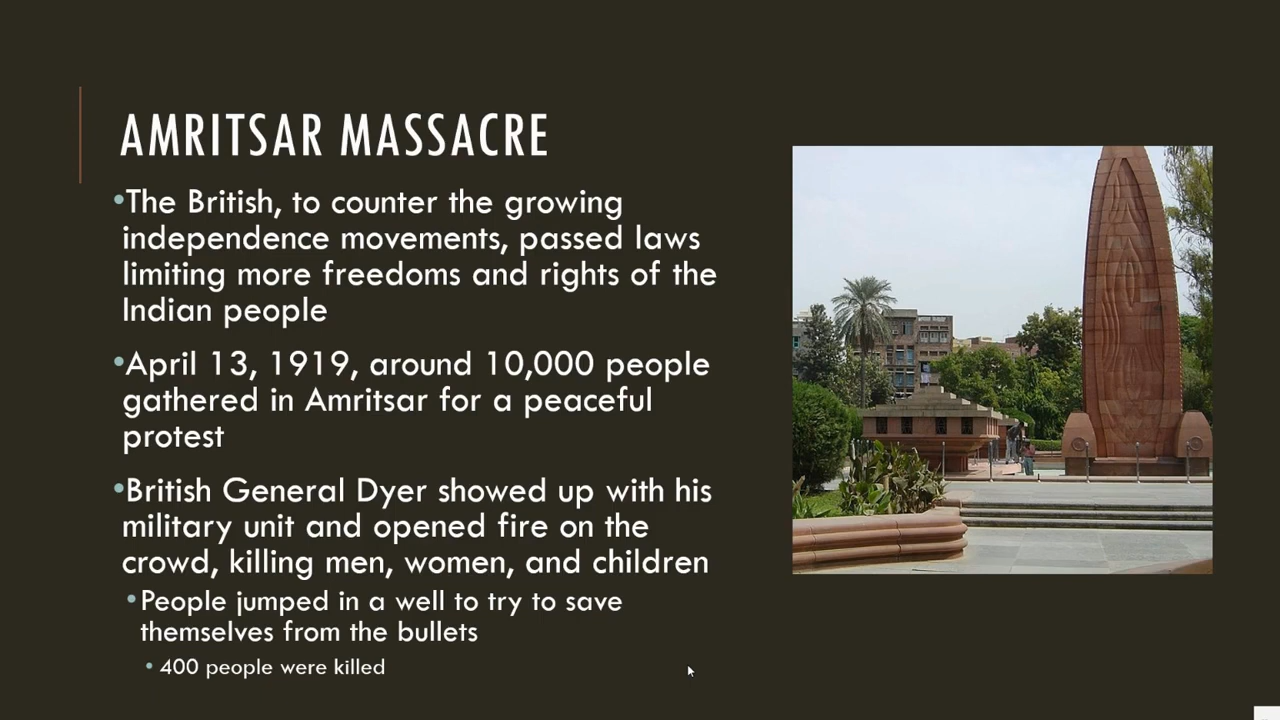 AMRITSAR MASSACRE
•The British, to counter the growing
independence movements, passed laws
limiting more freedoms and rights of the
Indian people
•April 13, 1919, around 10,000 people
gathered in Amritsar for a peaceful
protest
•British General Dyer showed up with his
military unit and opened fire on the
crowd, killing men, women, and children
•People jumped in a well to try to save
themselves from the bullets
•400 people were killed